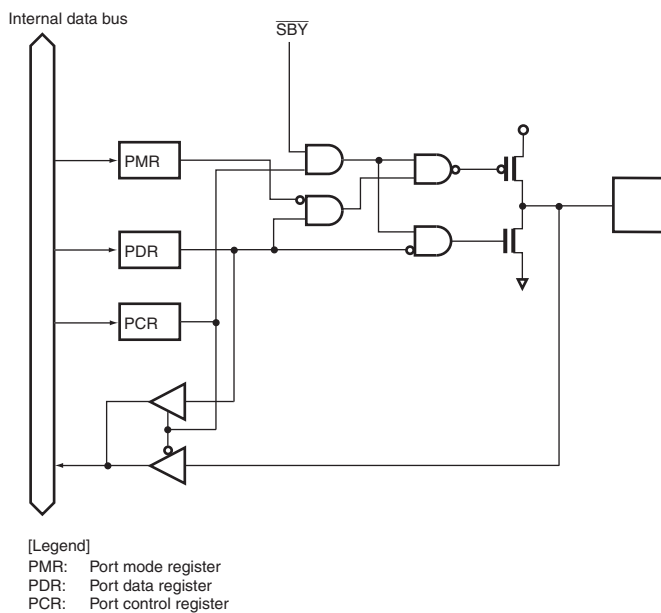 Internal data bus
S̅B̅Y̅
PMR
PDR
PCR
[Legend]
PMR: Port mode register
PDR: Port data register
PCR: Port control register